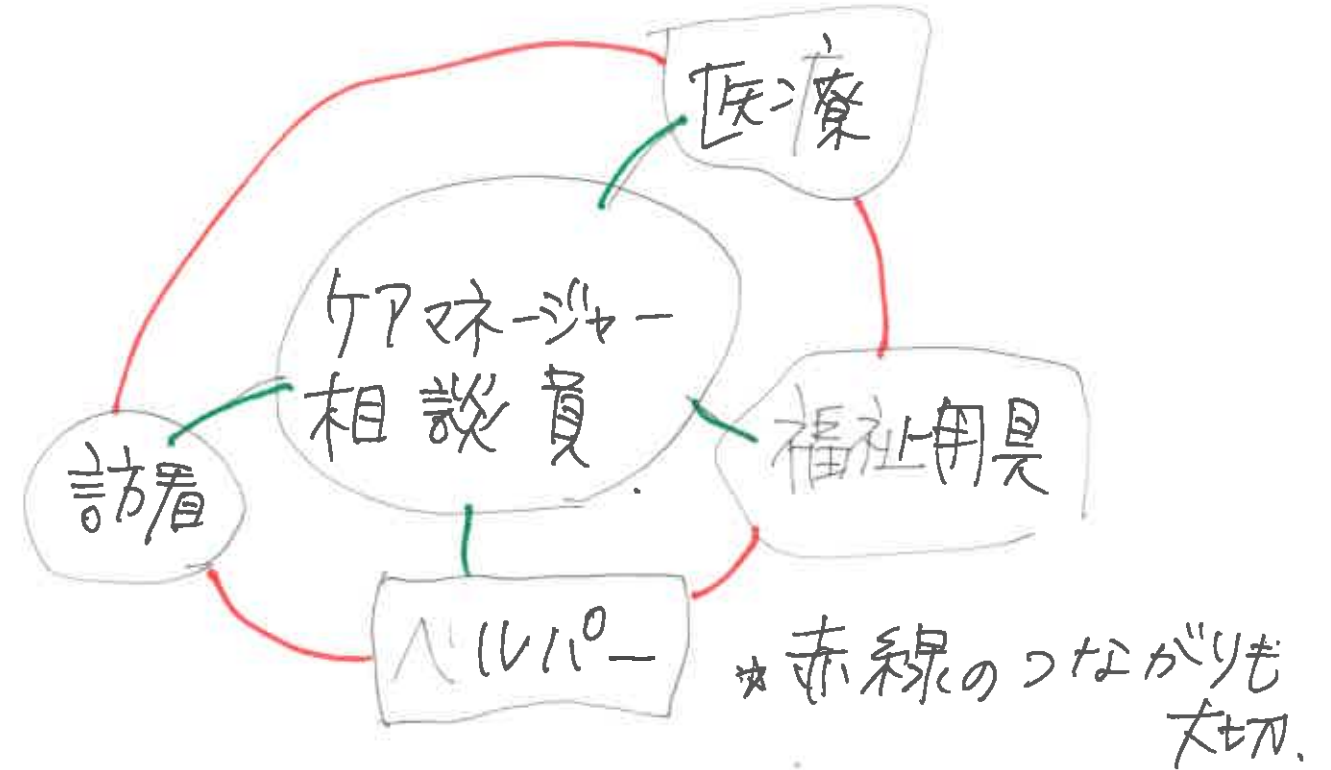 医療
ケアマネージャー
相談員
福祉用具
訪看
ヘルパー
☆赤線のつながりも
大切.